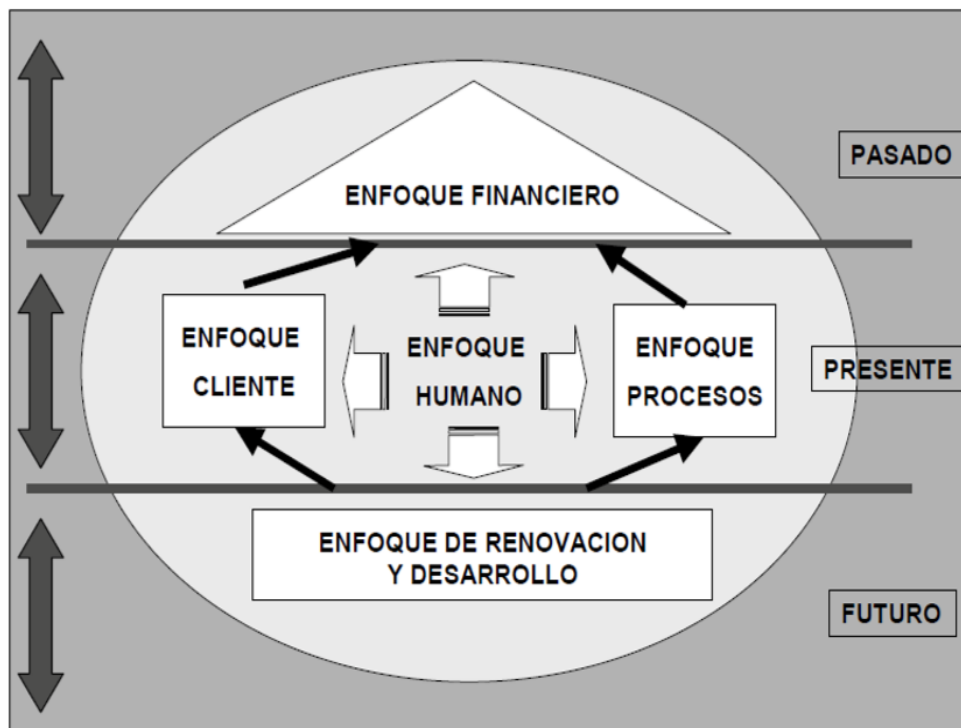 PASADO
ENFOQUE FINANCIERO
ENFOQUE
CLIENTE
ENFOQUE
HUMANO
ENFOQUE
PROCESOS
PRESENTE
ENFOQUE DE RENOVACION
Y DESARROLLO
FUTURO